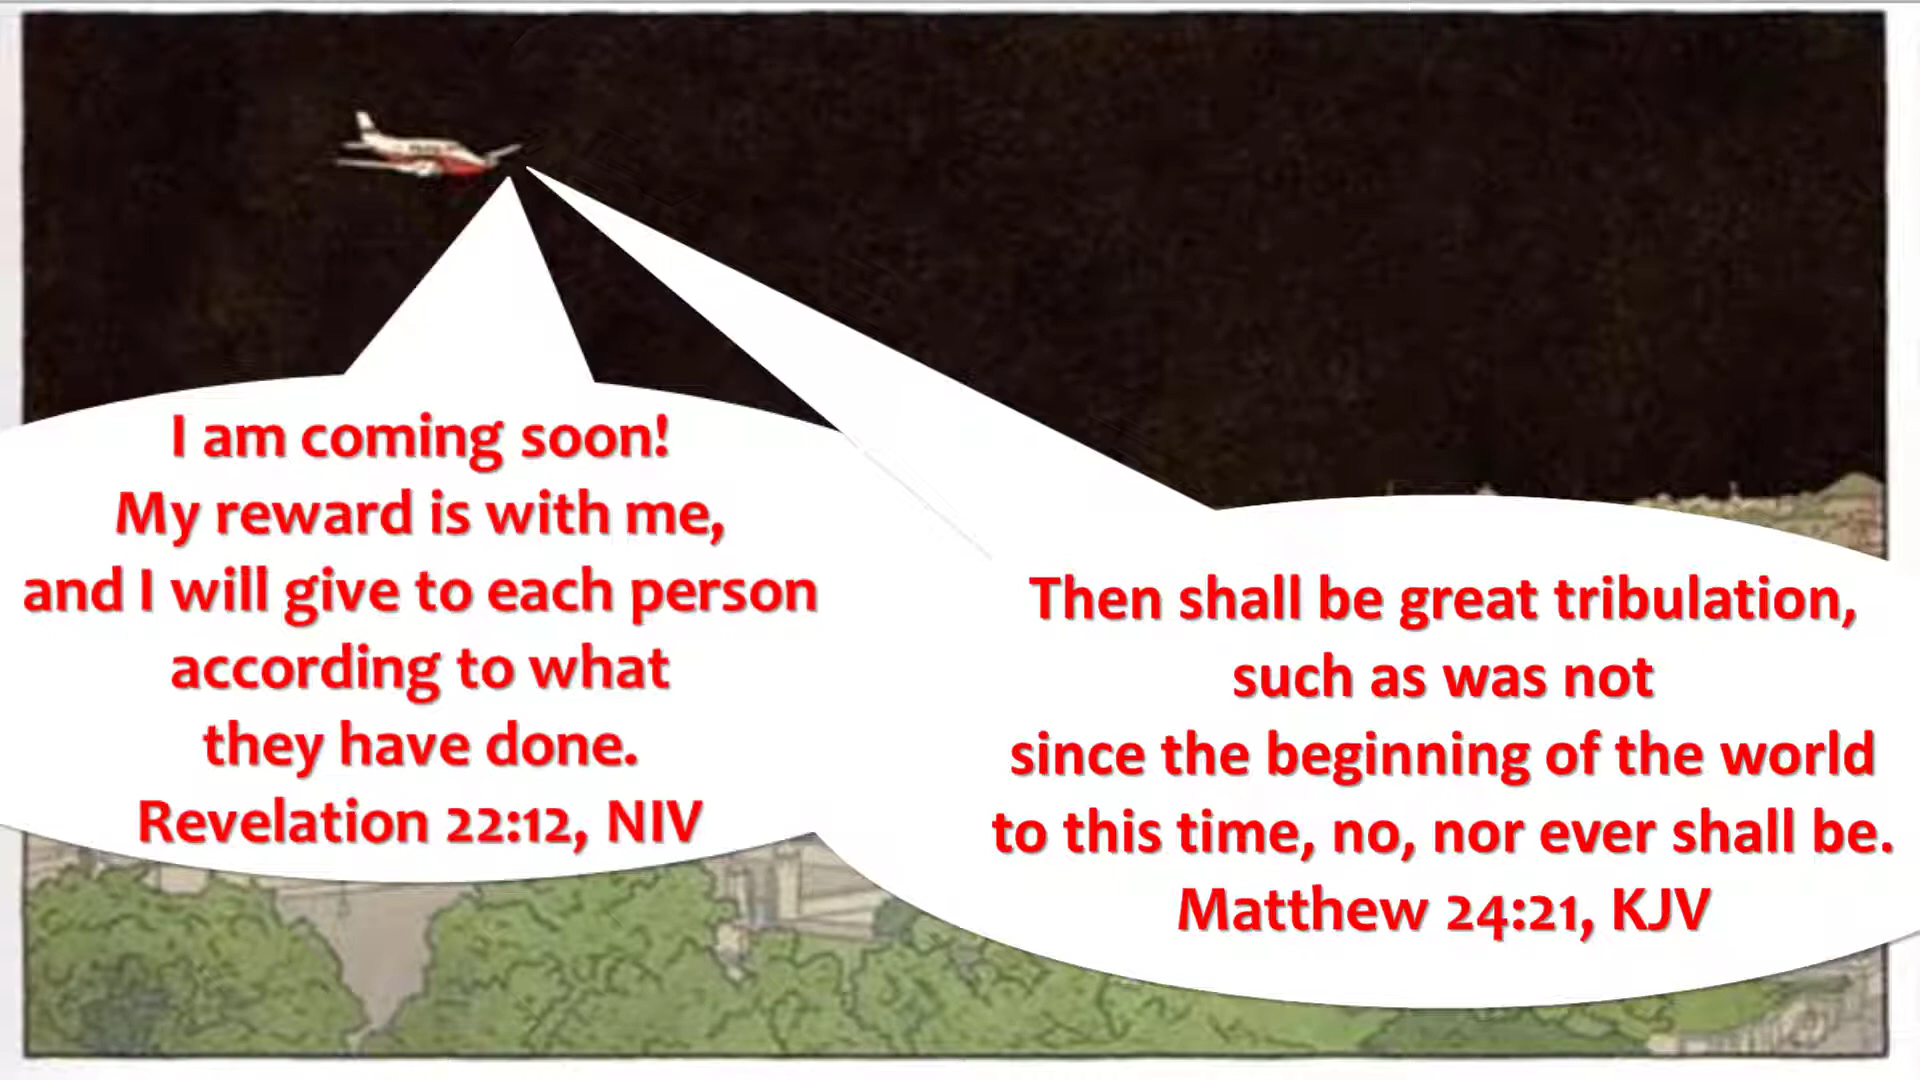 I am coming soon!
My reward is with me,
and I will give to each person
according to what
they have done.
Revelation 22:12, NIV
Then shall be great tribulation,
such as was not
since the beginning of the world
to this time, no, nor ever shall be.
Matthew 24:21, KJV